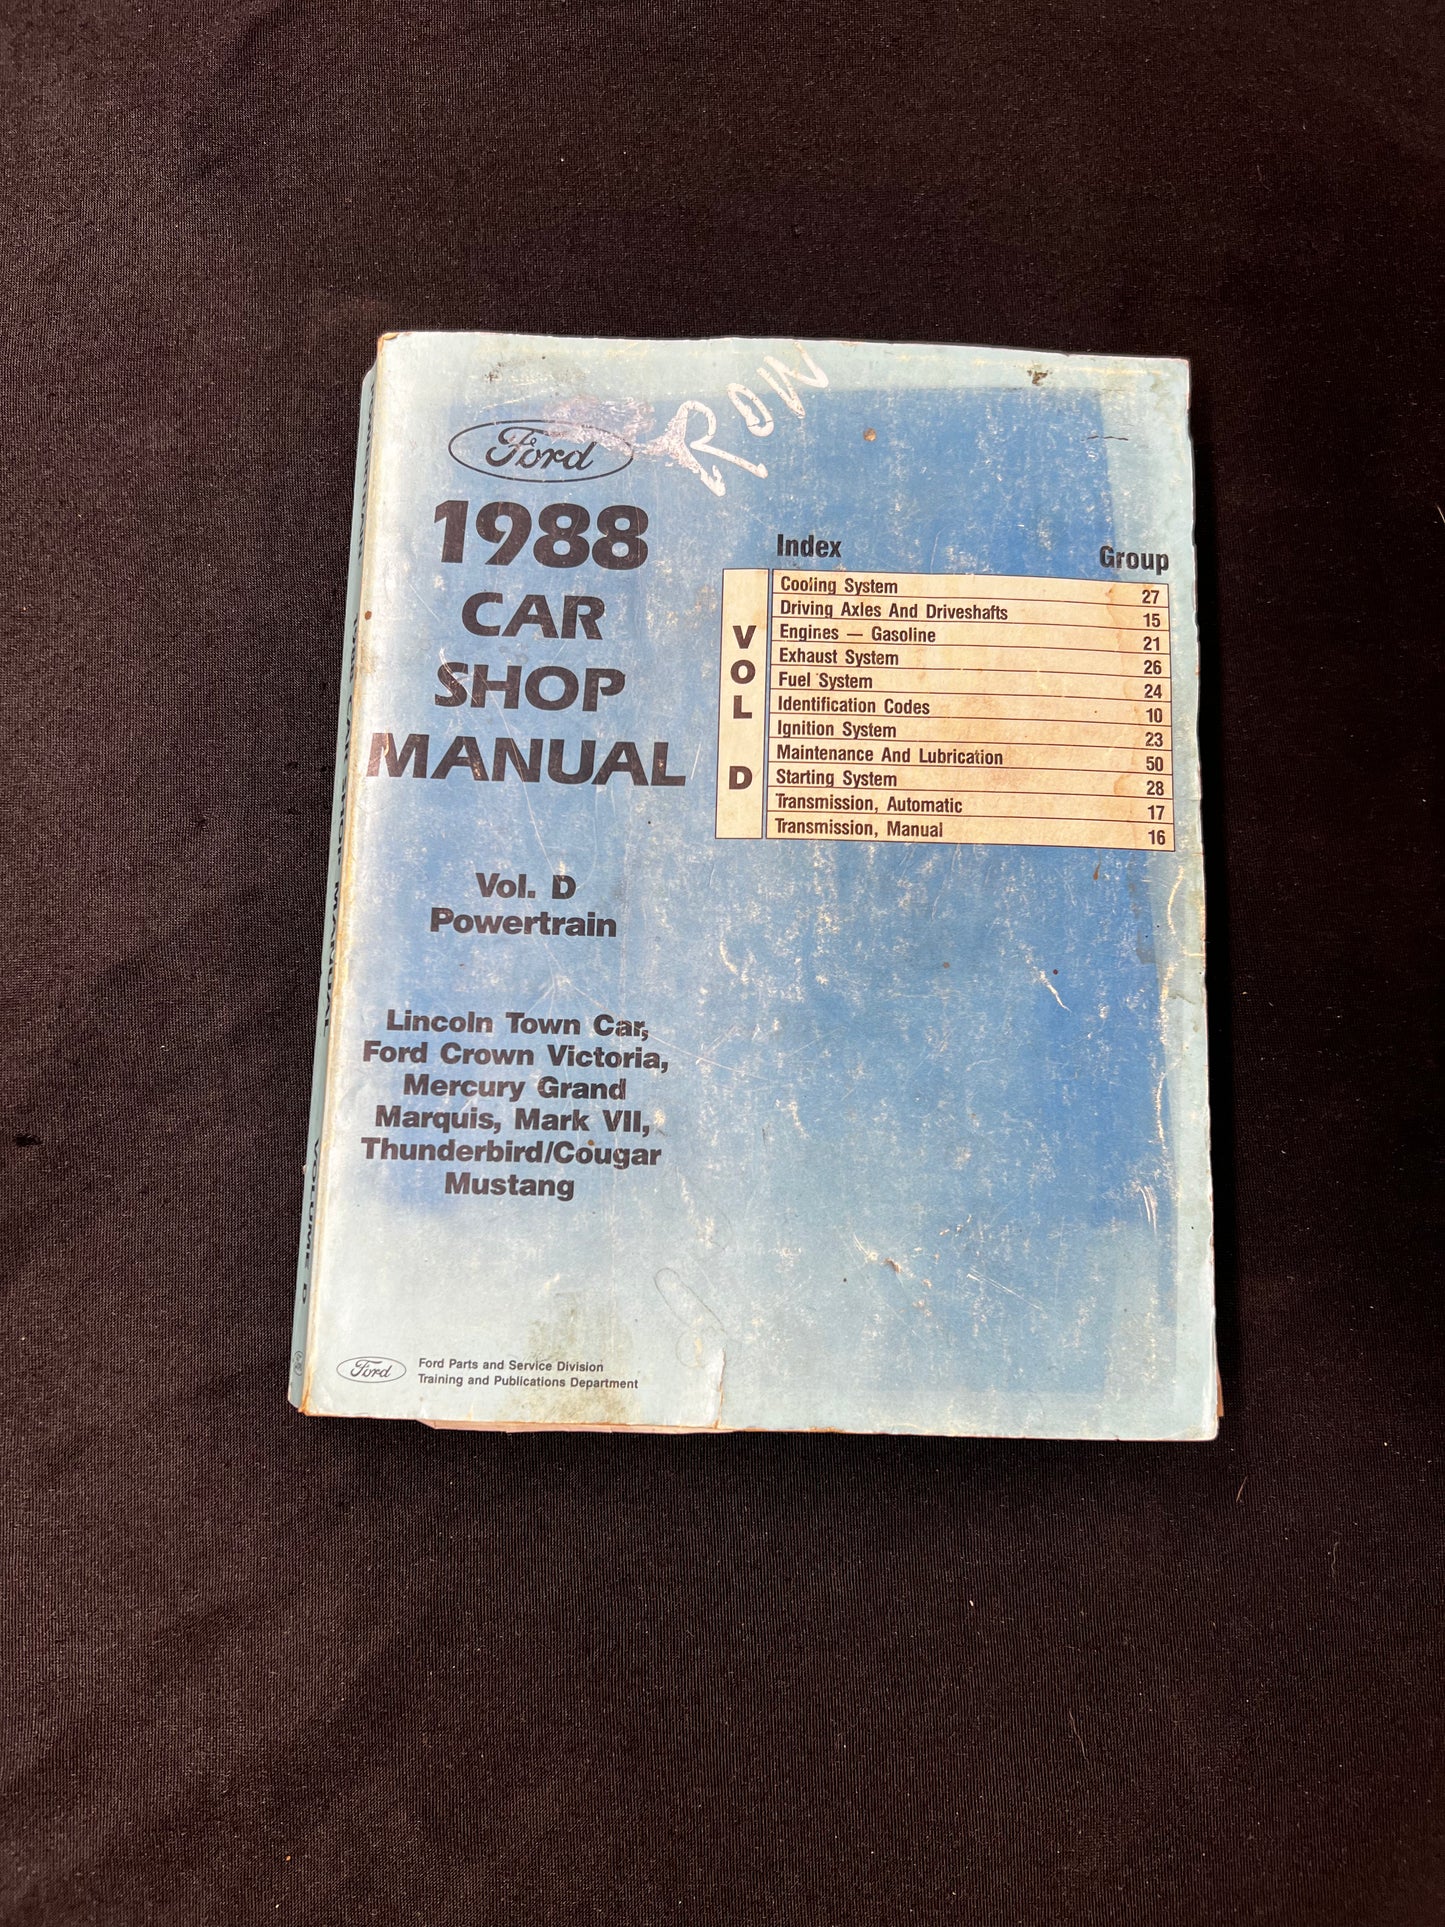 RON
Ford
1988
CAR
SHOP
MANUAL
Vol. D
Powertrain
Lincoln Town Car,
Ford Crown Victoria,
Mercury Grand
Marquis, Mark VII,
Thunderbird/Cougar
Mustang
Ford
Ford Parts and Service Division
Training and Publications Department
Index Group
VOL D
Cooling System 27
Driving Axles And Driveshafts 15
Engines — Gasoline 21
Exhaust System 26
Fuel System 24
Identification Codes 10
Ignition System 23
Maintenance And Lubrication 50
Starting System 28
Transmission, Automatic 17
Transmission, Manual 16
MANUAL
VOLUME D